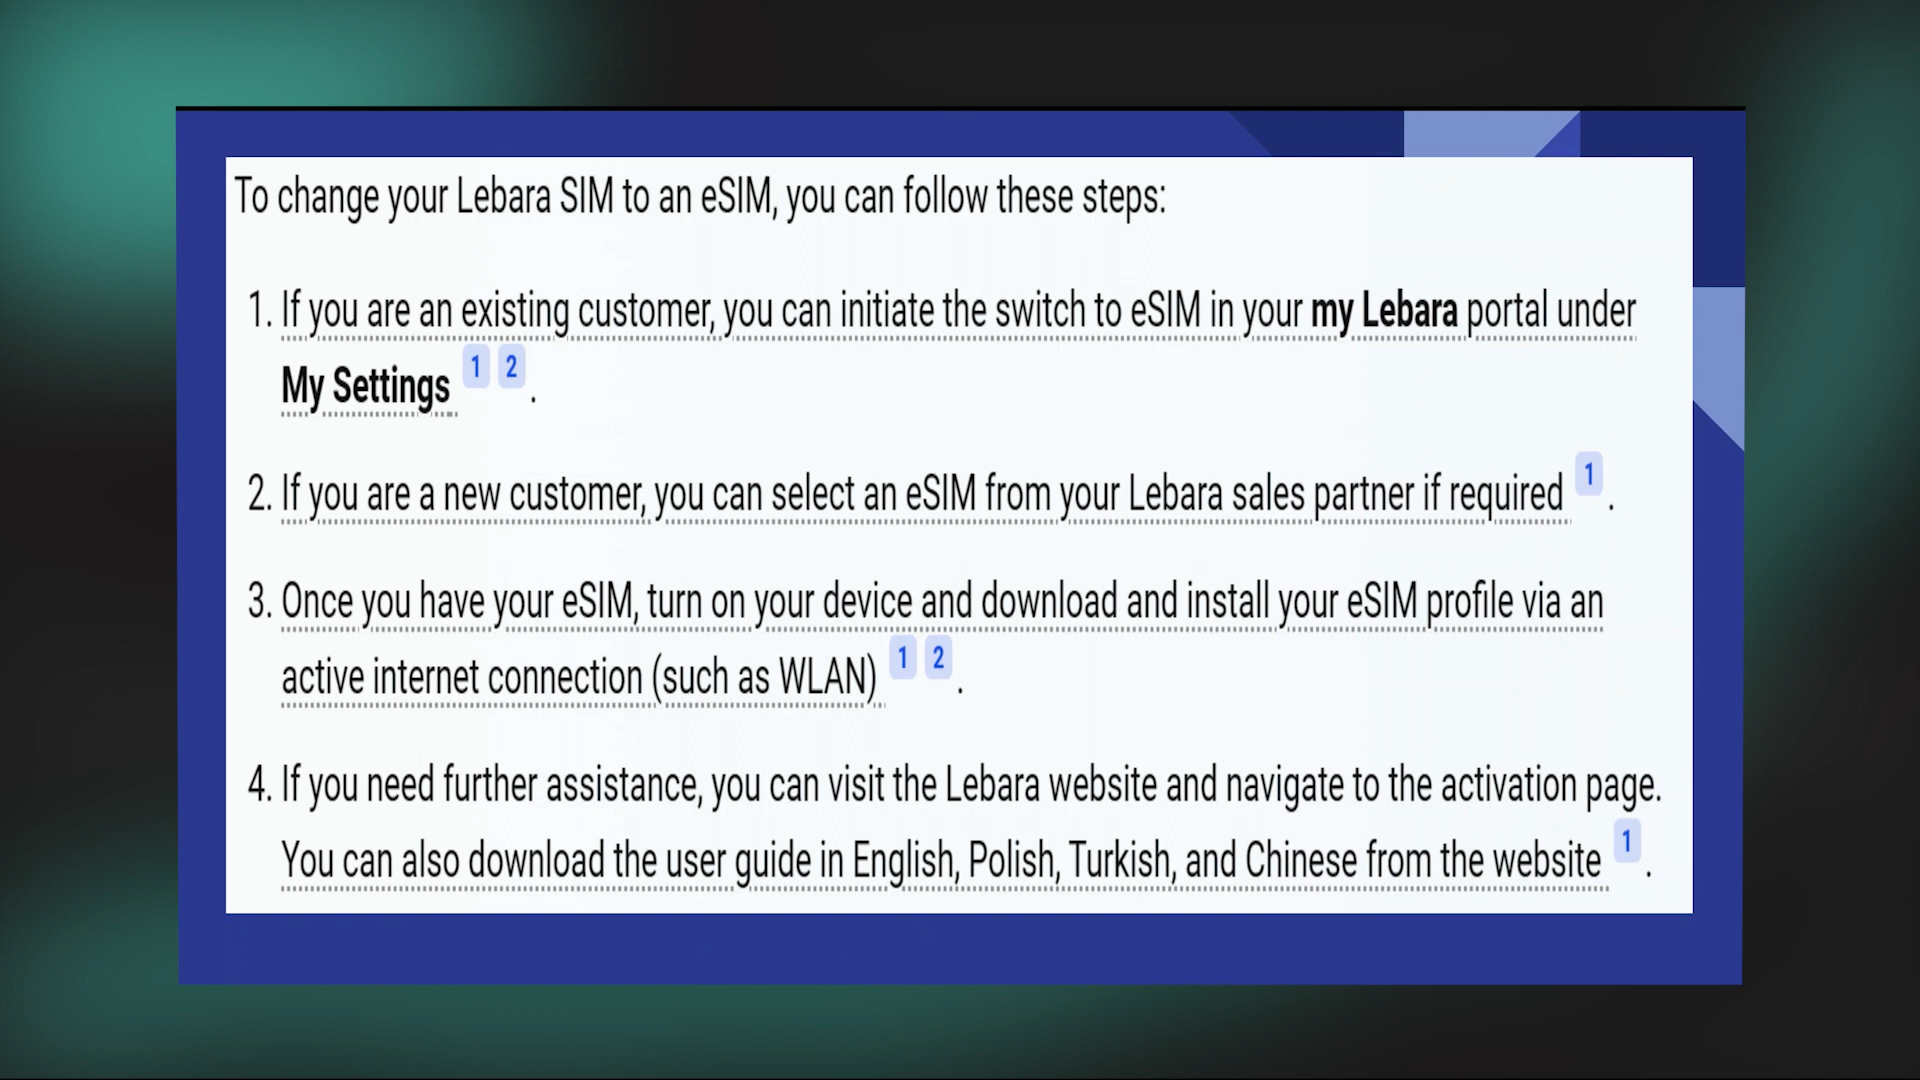 To change your Lebara SIM to an eSIM, you can follow these steps:
1. If you are an existing customer, you can initiate the switch to eSIM in your my Lebara portal under
My Settings 1 2 .
2. If you are a new customer, you can select an eSIM from your Lebara sales partner if required 1 .
3. Once you have your eSIM, turn on your device and download and install your eSIM profile via an
active internet connection (such as WLAN) 1 2 .
4. If you need further assistance, you can visit the Lebara website and navigate to the activation page.
You can also download the user guide in English, Polish, Turkish, and Chinese from the website 1 .